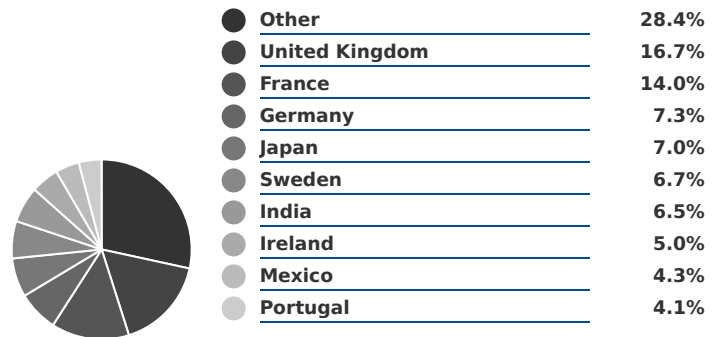 Other 28.4%
United Kingdom 16.7%
France 14.0%
Germany 7.3%
Japan 7.0%
Sweden 6.7%
India 6.5%
Ireland 5.0%
Mexico 4.3%
Portugal 4.1%